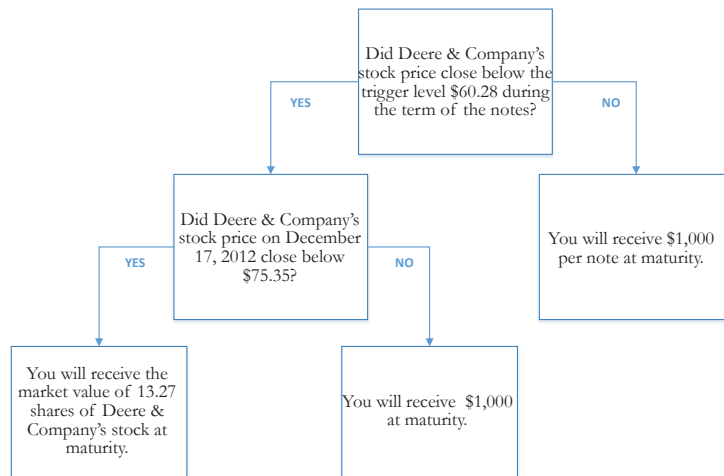 Did Deere & Company’s
stock price close below the
trigger level $60.28 during
the term of the notes?
YES
NO
Did Deere & Company’s
stock price on December
17, 2012 close below
$75.35?
You will receive $1,000
per note at maturity.
YES
NO
You will receive the
market value of 13.27
shares of Deere &
Company’s stock at
maturity.
You will receive $1,000
at maturity.